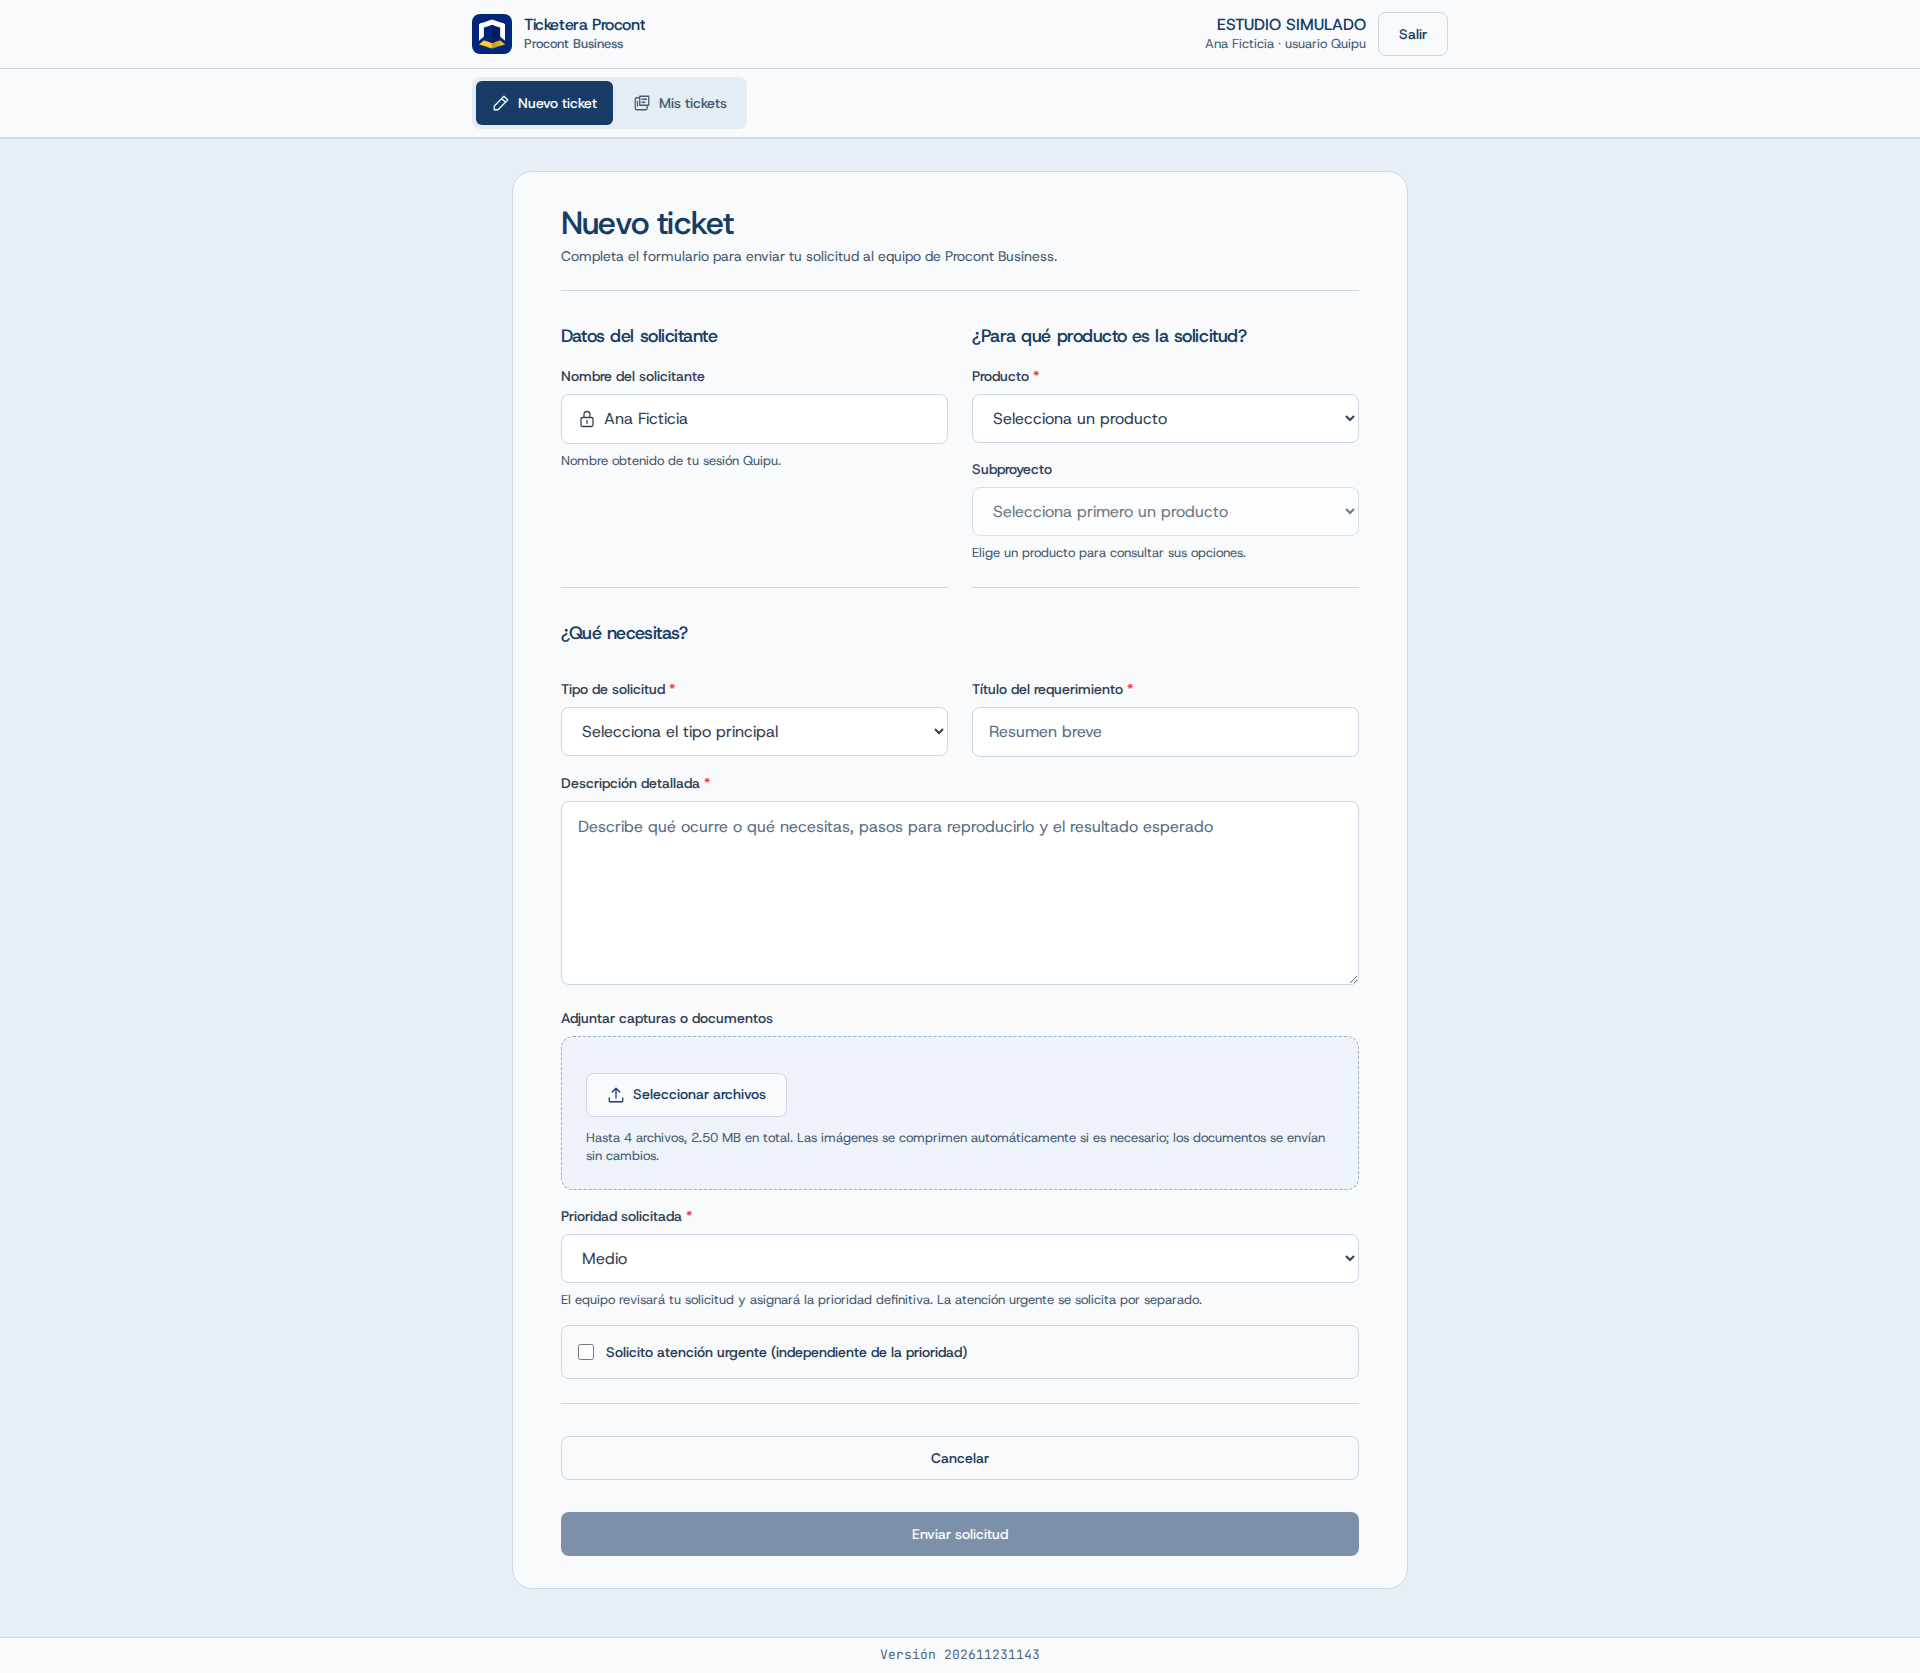 Ticketera Procont
Procont Business
ESTUDIO SIMULADO
Ana Ficticia · usuario Quipu
Salir
Nuevo ticket
Mis tickets
Nuevo ticket
Completa el formulario para enviar tu solicitud al equipo de Procont Business.
Datos del solicitante
Nombre del solicitante
Ana Ficticia
Nombre obtenido de tu sesión Quipu.
¿Para qué producto es la solicitud?
Producto *
Selecciona un producto
Subproyecto
Selecciona primero un producto
Elige un producto para consultar sus opciones.
¿Qué necesitas?
Tipo de solicitud *
Selecciona el tipo principal
Título del requerimiento *
Resumen breve
Descripción detallada *
Describe qué ocurre o qué necesitas, pasos para reproducirlo y el resultado esperado
Adjuntar capturas o documentos
Seleccionar archivos
Hasta 4 archivos, 2.50 MB en total. Las imágenes se comprimen automáticamente si es necesario; los documentos se envían
sin cambios.
Prioridad solicitada *
Medio
El equipo revisará tu solicitud y asignará la prioridad definitiva. La atención urgente se solicita por separado.
Solicito atención urgente (independiente de la prioridad)
Cancelar
Enviar solicitud
Versión 202611231143